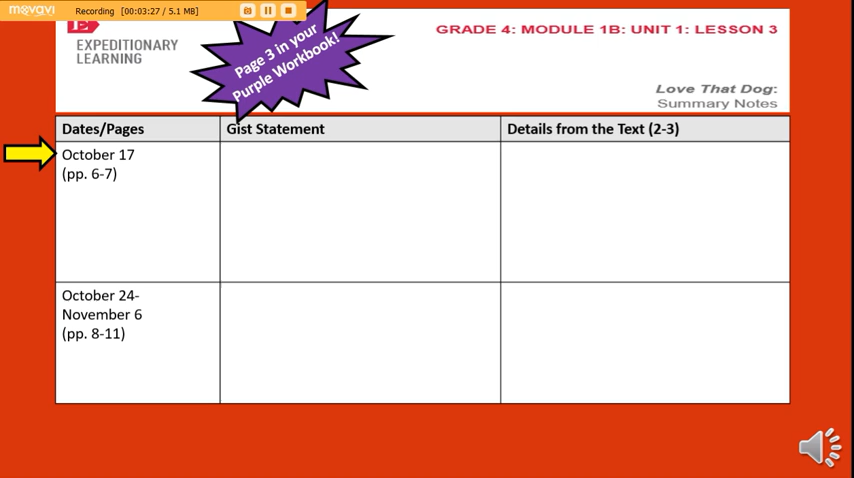 movavi Recording [00:03:27 / 5.1 MB]
EXPEDITIONARY
LEARNING
Page 3 in your
Purple Workbook!
GRADE 4: MODULE 1B: UNIT 1: LESSON 3
Love That Dog:
Summary Notes
Dates/Pages Gist Statement Details from the Text (2-3)
October 17
(pp. 6-7)
October 24-
November 6
(pp. 8-11)